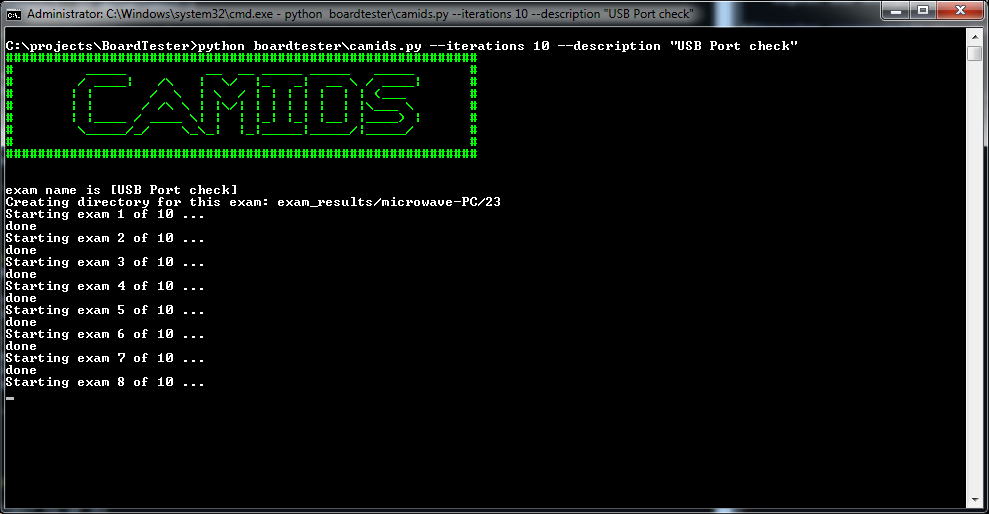 Administrator: C:\Windows\system32\cmd.exe - python  boardtester\camids.py --iterations 10 --description "USB Port check"
C:\projects\BoardTester>python boardtester\camids.py --iterations 10 --description "USB Port check"
CAMIDS
exam name is [USB Port check]
Creating directory for this exam: exam_results/microwave-PC/23
Starting exam 1 of 10 ...
done
Starting exam 2 of 10 ...
done
Starting exam 3 of 10 ...
done
Starting exam 4 of 10 ...
done
Starting exam 5 of 10 ...
done
Starting exam 6 of 10 ...
done
Starting exam 7 of 10 ...
done
Starting exam 8 of 10 ...